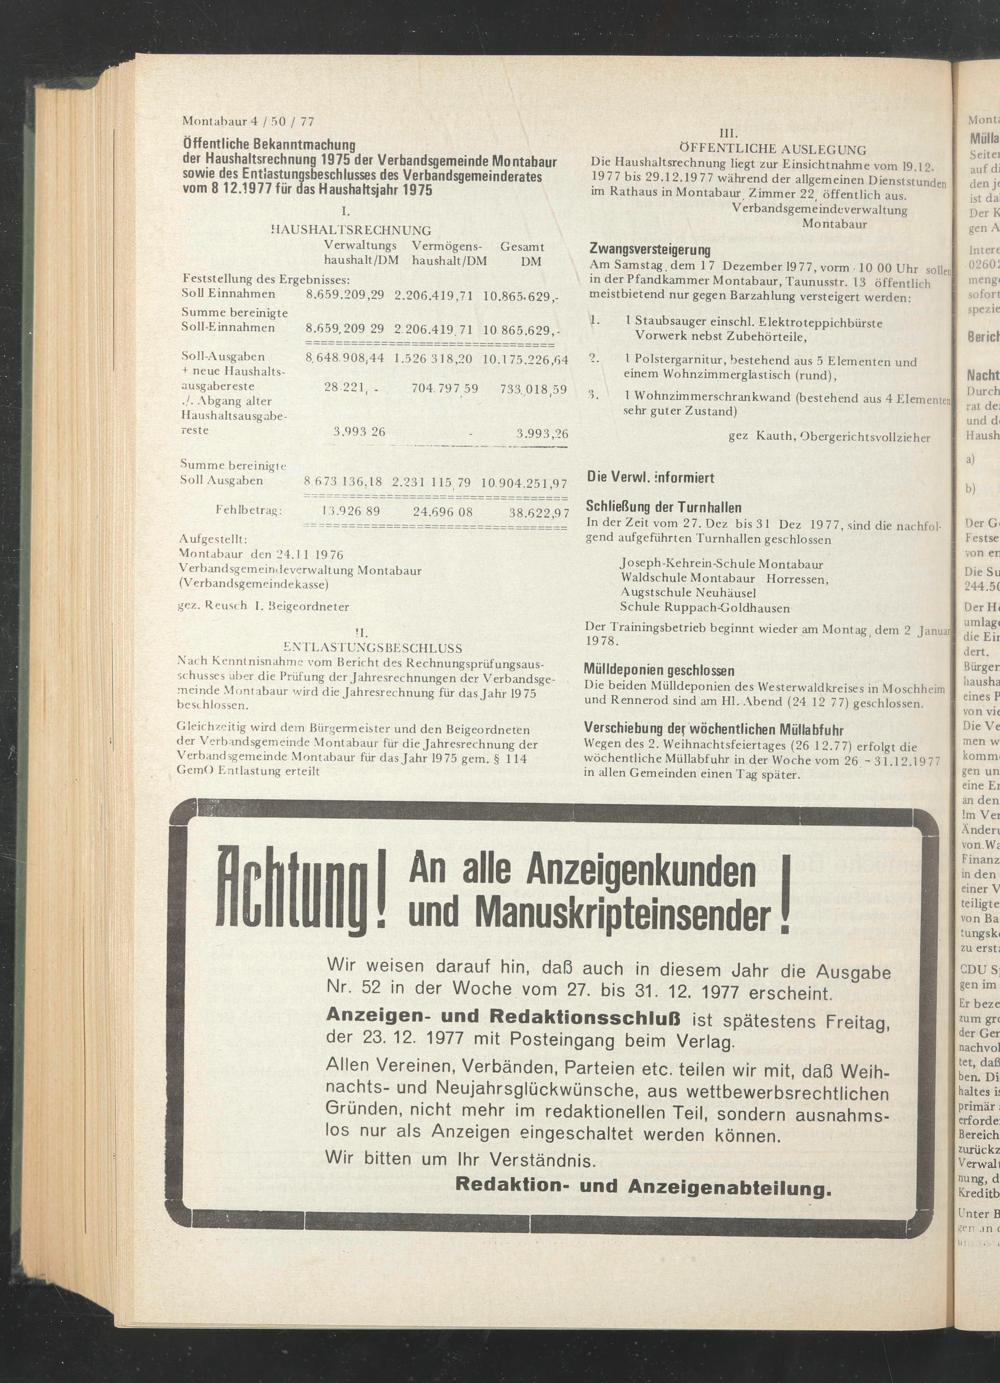 Montabaur 4 / 50 / 77
Öffentliche Bekanntmachung
der Haushaltsrechnung 1975 der Verbandsgemeinde Montabaur
sowie des Entlastungsbeschlusses des Verbandsgemeinderates
vom 8 12.1977 für das Haushaltsjahr 1975
I.
HAUSHALTSRECHNUNG
Verwaltungs Vermögens- Gesamt
haushalt/DM haushalt/DM DM
Feststellung des Ergebnisses:
Soll Einnahmen 8.659.209,29 2.206.419,71 10.865.629,-
Summe bereinigte
Soll-Einnahmen 8.659,209 29 2.206.419,71 10 865.629,-
Soll-Ausgaben 8,648.908,44 1.526 318,20 10.175.226,64
+ neue Haushalts-
ausgabereste 28 221, - 704.797 59 733,018,59
./. Abgang alter
Haushaltsausgabe-
reste 3.993 26 - 3.993,26
Summe bereinigte
Soll Ausgaben 8 673 136,18 2.231 115,79 10.904.251,97
Fehlbetrag: 13.926 89 24.696 08 38.622,97
Aufgestellt:
Montabaur den 24.11 1976
Verbandsgemeindeverwaltung Montabaur
(Verbandsgemeindekasse)
gez. Reusch I. Beigeordneter
II.
ENTLASTUNGSBESCHLUSS
Nach Kenntnisnahme vom Bericht des Rechnungsprüfungsaus-
schusses über die Prüfung der Jahresrechnungen der Verbandsge-
meinde Montabaur wird die Jahresrechnung für das Jahr 1975
beschlossen.
Gleichzeitig wird dem Bürgermeister und den Beigeordneten
der Verbandsgemeinde Montabaur für die Jahresrechnung der
Verbandsgemeinde Montabaur für das Jahr 1975 gem. § 114
GemO Entlastung erteilt
III.
ÖFFENTLICHE AUSLEGUNG
Die Haushaltsrechnung liegt zur Einsichtnahme vom 19.12.
1977 bis 29.12.1977 während der allgemeinen Dienststunden
im Rathaus in Montabaur, Zimmer 22, öffentlich aus.
Verbandsgemeindeverwaltung
Montabaur
Zwangsversteigerung
Am Samstag, dem 17 Dezember 1977, vorm. 10 00 Uhr sollen
in der Pfandkammer Montabaur, Taunusstr. 13 öffentlich
meistbietend nur gegen Barzahlung versteigert werden:
1. 1 Staubsauger einschl. Elektroteppichbürste
Vorwerk nebst Zubehörteile,
2. 1 Polstergarnitur, bestehend aus 5 Elementen und
einem Wohnzimmerglastisch (rund),
3. 1 Wohnzimmerschrankwand (bestehend aus 4 Elementen
sehr guter Zustand)
gez Kauth, Obergerichtsvollzieher
Die Verwl. informiert
Schließung der Turnhallen
In der Zeit vom 27. Dez bis 31 Dez 1977, sind die nachfol-
gend aufgeführten Turnhallen geschlossen
Joseph-Kehrein-Schule Montabaur
Waldschule Montabaur Horressen,
Augstschule Neuhäusel
Schule Ruppach-Goldhausen
Der Trainingsbetrieb beginnt wieder am Montag, dem 2 Januar
1978.
Mülldeponien geschlossen
Die beiden Mülldeponien des Westerwaldkreises in Moschheim
und Rennerod sind am Hl. Abend (24 12 77) geschlossen.
Verschiebung der wöchentlichen Müllabfuhr
Wegen des 2. Weihnachtsfeiertages (26 12.77) erfolgt die
wöchentliche Müllabfuhr in der Woche vom 26 - 31.12.1977
in allen Gemeinden einen Tag später.
Achtung! An alle Anzeigenkunden
und Manuskripteinsender!
Wir weisen darauf hin, daß auch in diesem Jahr die Ausgabe
Nr. 52 in der Woche vom 27. bis 31. 12. 1977 erscheint.
Anzeigen- und Redaktionsschluß ist spätestens Freitag,
der 23. 12. 1977 mit Posteingang beim Verlag.
Allen Vereinen, Verbänden, Parteien etc. teilen wir mit, daß Weih-
nachts- und Neujahrsglückwünsche, aus wettbewerbsrechtlichen
Gründen, nicht mehr im redaktionellen Teil, sondern ausnahms-
los nur als Anzeigen eingeschaltet werden können.
Wir bitten um Ihr Verständnis.
Redaktion- und Anzeigenabteilung.